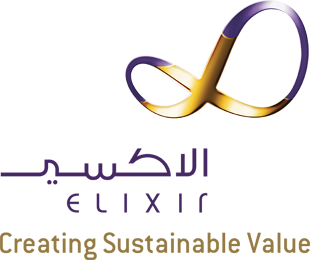 الاكسير
ELIXIR
Creating Sustainable Value